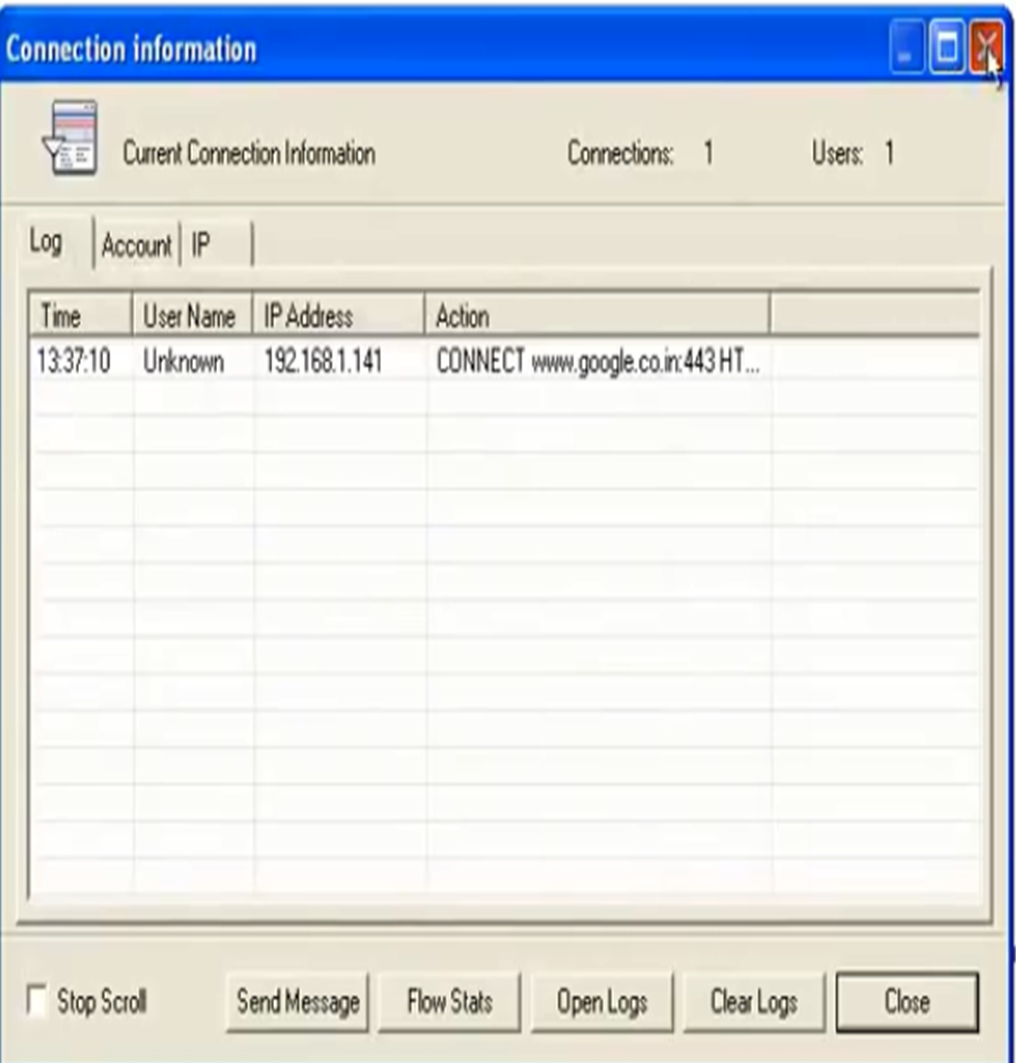 Connection information
Current Connection Information Connections: 1 Users: 1
Log Account IP
Time User Name IP Address Action
13:37:10 Unknown 192.168.1.141 CONNECT www.google.co.in:443 HT...
Stop Scroll Send Message Flow Stats Open Logs Clear Logs Close